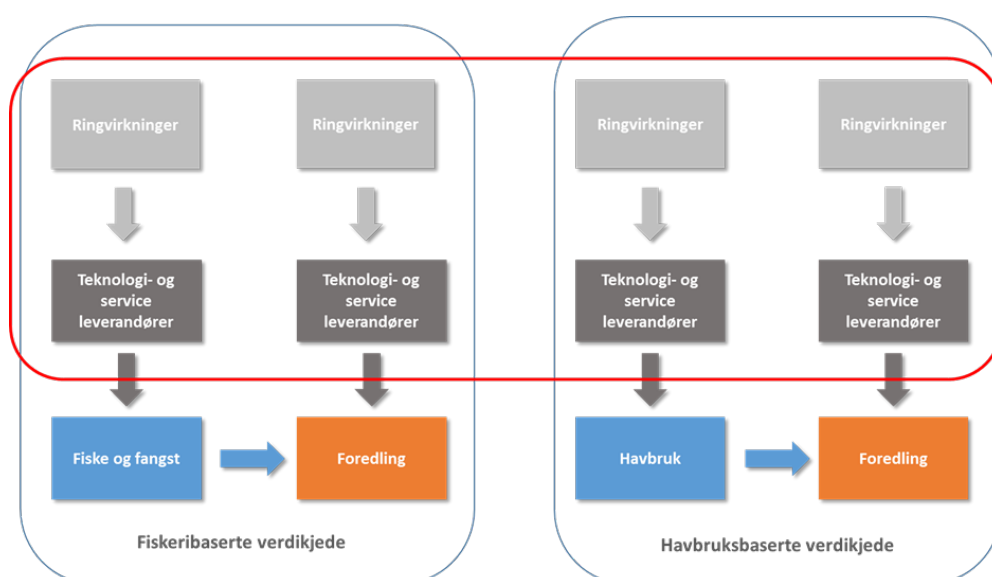 Ringvirkninger
Ringvirkninger
Ringvirkninger
Ringvirkninger
Teknologi- og
service
leverandører
Teknologi- og
service
leverandører
Teknologi- og
service
leverandører
Teknologi- og
service
leverandører
Fiske og fangst
Foredling
Havbruk
Foredling
Fiskeribaserte verdikjede
Havbruksbaserte verdikjede